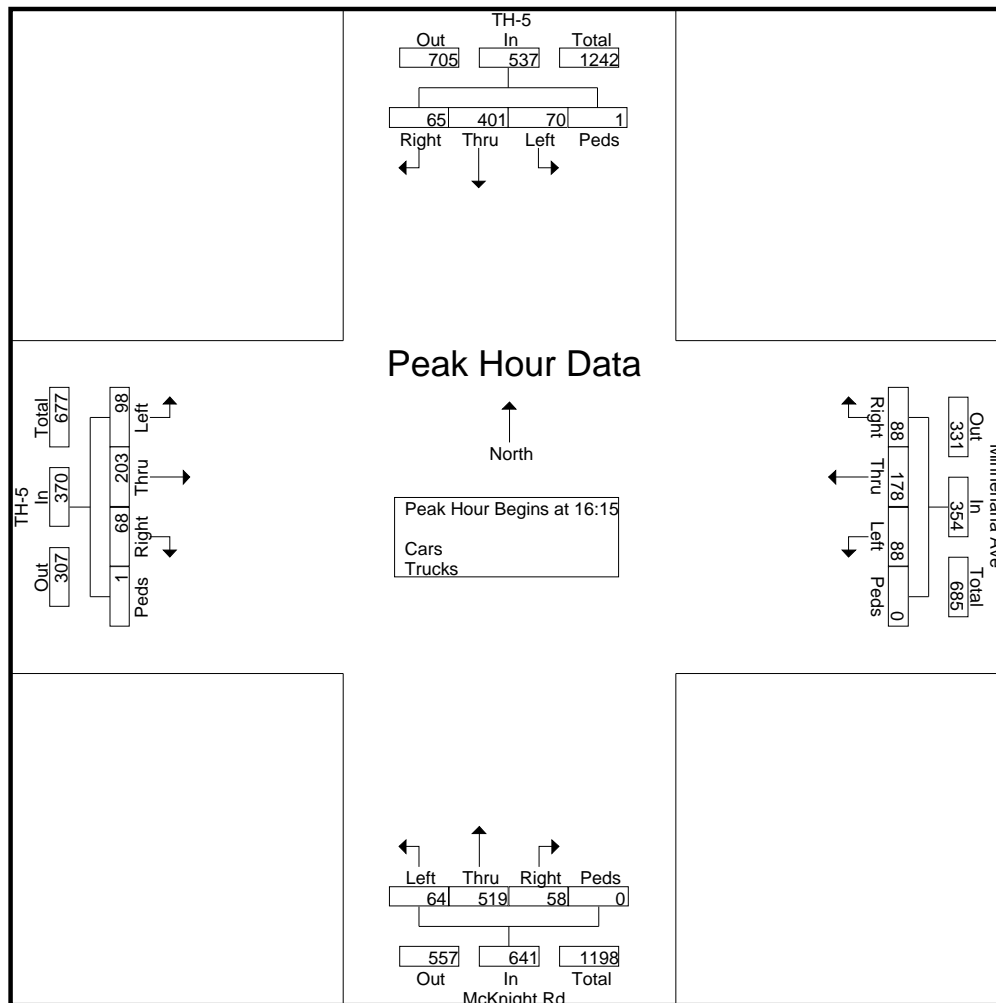 TH-5
Out In Total
705 537 1242
65 401 70 1
Right Thru Left Peds
Peak Hour Data
North
Peak Hour Begins at 16:15
Cars
Trucks
TH-5
Out In Total
307 370 677
1 68 203 98
Peds Right Thru Left
Ave
Out In Total
331 354 685
88 178 88 0
Right Thru Left Peds
Left Thru Right Peds
64 519 58 0
557 641 1198
Out In Total
McKnight Rd